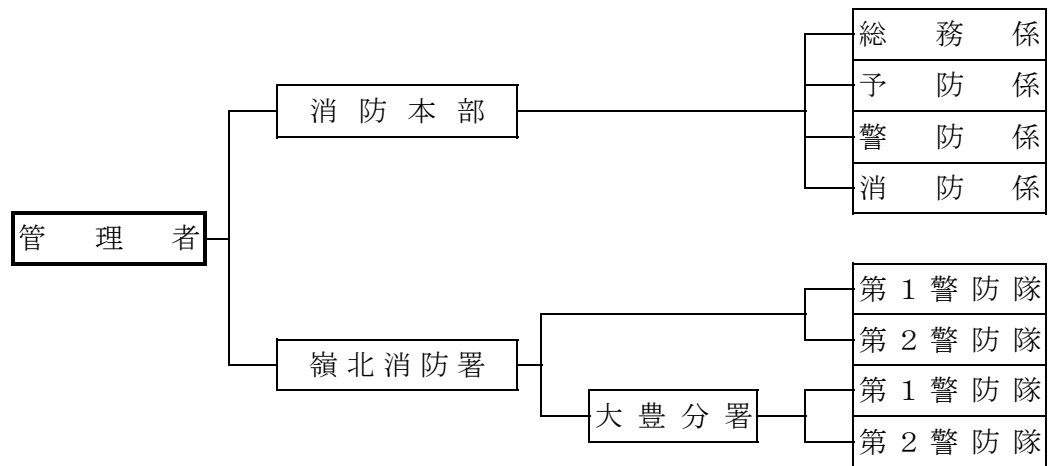 総務係
予防係
消防本部
警防係
消防係
管理者
第1警防隊
第2警防隊
嶺北消防署
第1警防隊
大豊分署
第2警防隊